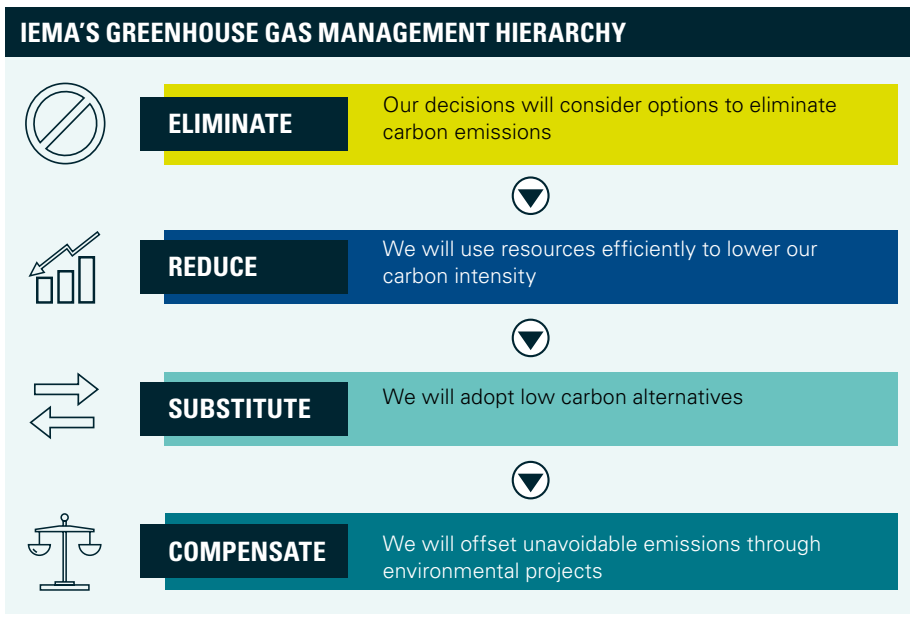 IEMA'S GREENHOUSE GAS MANAGEMENT HIERARCHY
ELIMINATE
Our decisions will consider options to eliminate
carbon emissions
REDUCE
We will use resources efficiently to lower our
carbon intensity
SUBSTITUTE
We will adopt low carbon alternatives
COMPENSATE
We will offset unavoidable emissions through
environmental projects